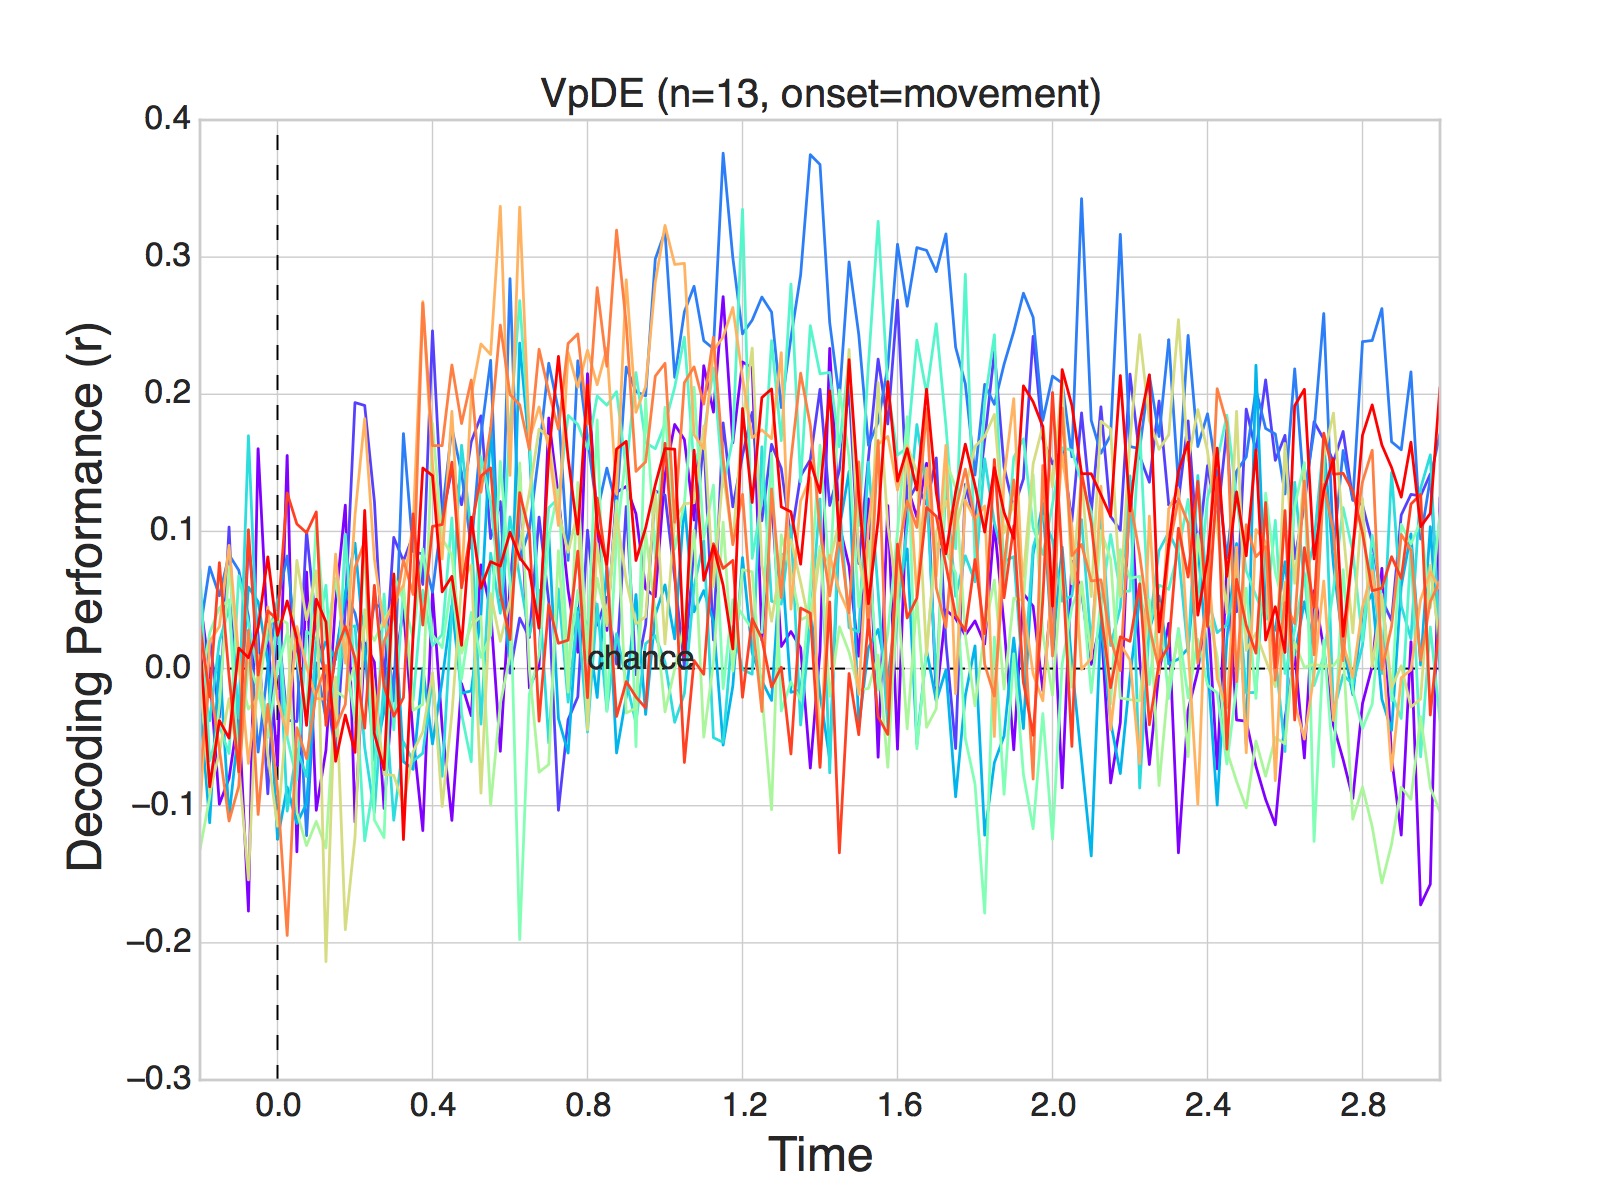 VpDE (n=13, onset=movement)
Decoding Performance (r)
0.4
0.3
0.2
0.1
0.0
−0.1
−0.2
−0.3
chance
0.0 0.4 0.8 1.2 1.6 2.0 2.4 2.8
Time